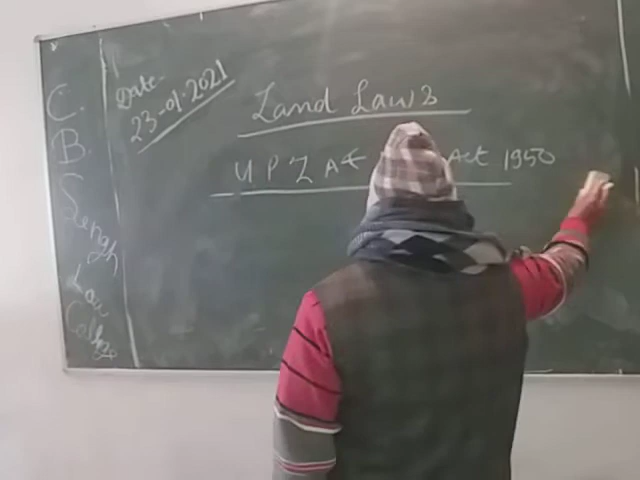 C.
B.
Singh
Law
College
Date-
23-01-2021
Land Laws
U P Z A & Act 1950